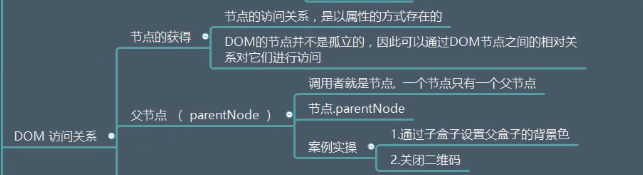 节点的访问关系，是以属性的方式存在的
节点的获得
DOM的节点并不是孤立的，因此可以通过DOM节点之间的相对关
系对它们进行访问
调用者就是节点, 一个节点只有一个父节点
父节点 （ parentNode ）
节点.parentNode
DOM 访问关系
案例实操
1.通过子盒子设置父盒子的背景色
2.关闭二维码